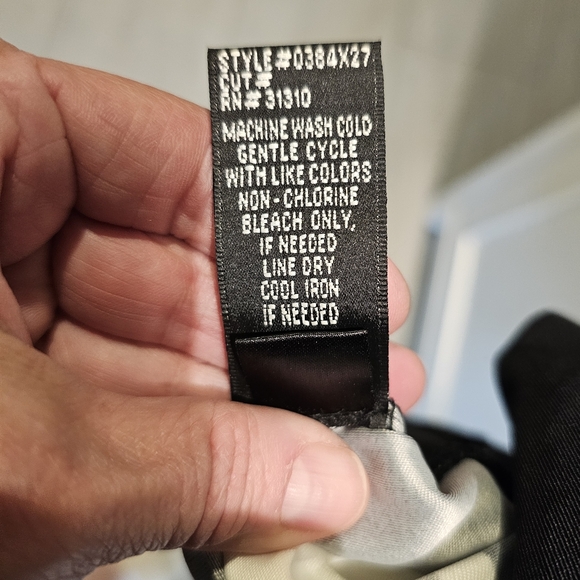 STYLE#0384X27
CUT#
RN#31310
MACHINE WASH COLD
GENTLE CYCLE
WITH LIKE COLORS
NON-CHLORINE
BLEACH ONLY,
IF NEEDED
LINE DRY
COOL IRON
IF NEEDED